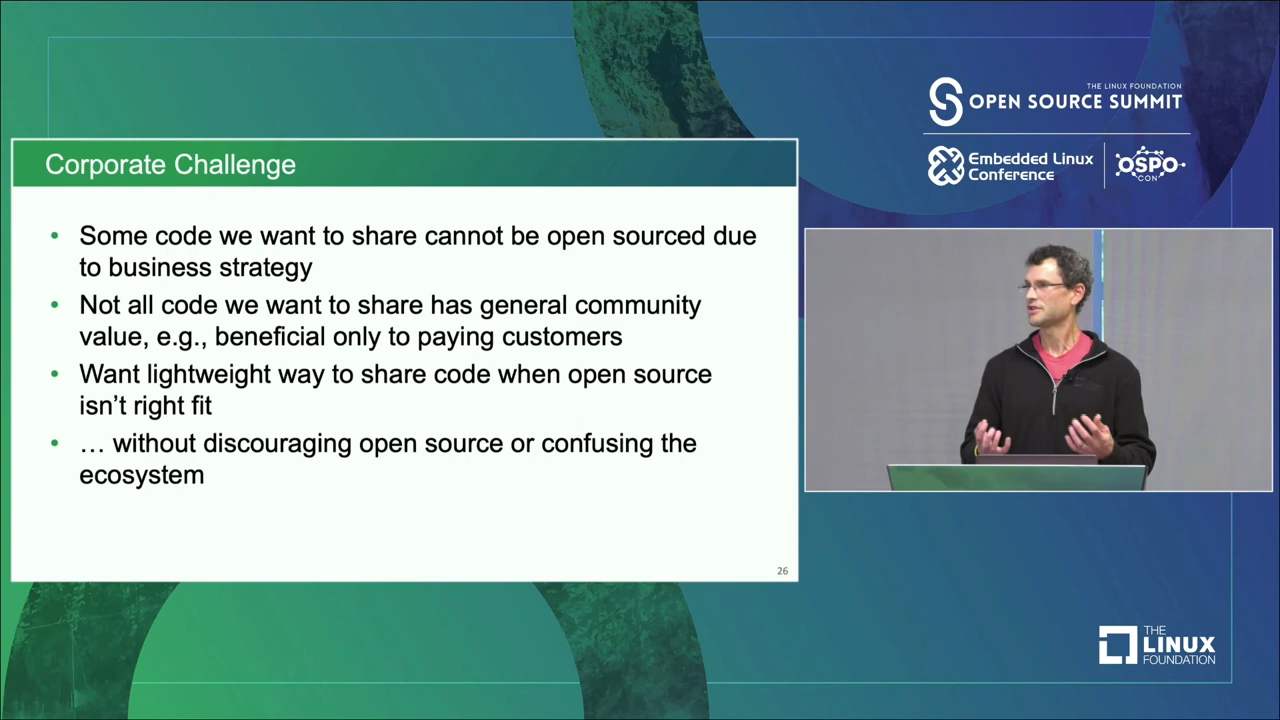 THE LINUX FOUNDATION
OPEN SOURCE SUMMIT
Embedded Linux
Conference
OSPO
CON
Corporate Challenge
• Some code we want to share cannot be open sourced due
to business strategy
• Not all code we want to share has general community
value, e.g., beneficial only to paying customers
• Want lightweight way to share code when open source
isn’t right fit
• … without discouraging open source or confusing the
ecosystem
26
THE
LINUX
FOUNDATION